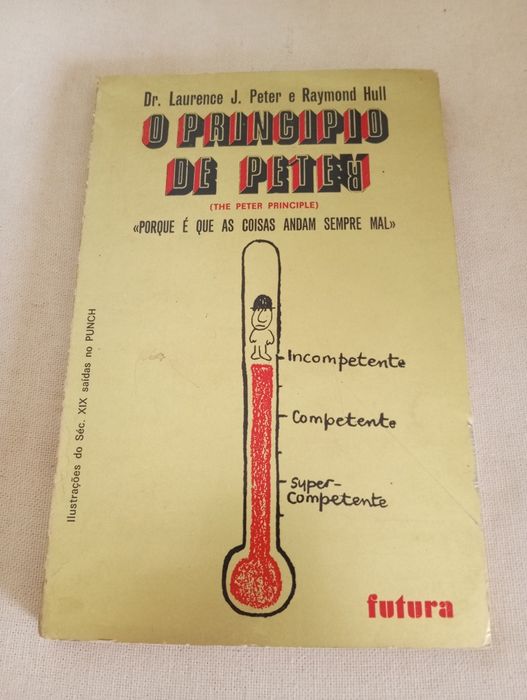 Dr. Laurence J. Peter e Raymond Hull
O PRINCIPIO
DE PETER
(THE PETER PRINCIPLE)
«PORQUE É QUE AS COISAS ANDAM SEMPRE MAL»
Incompetente
Competente
Super-
Competente
Ilustrações do Séc. XIX saídas no PUNCH
futura